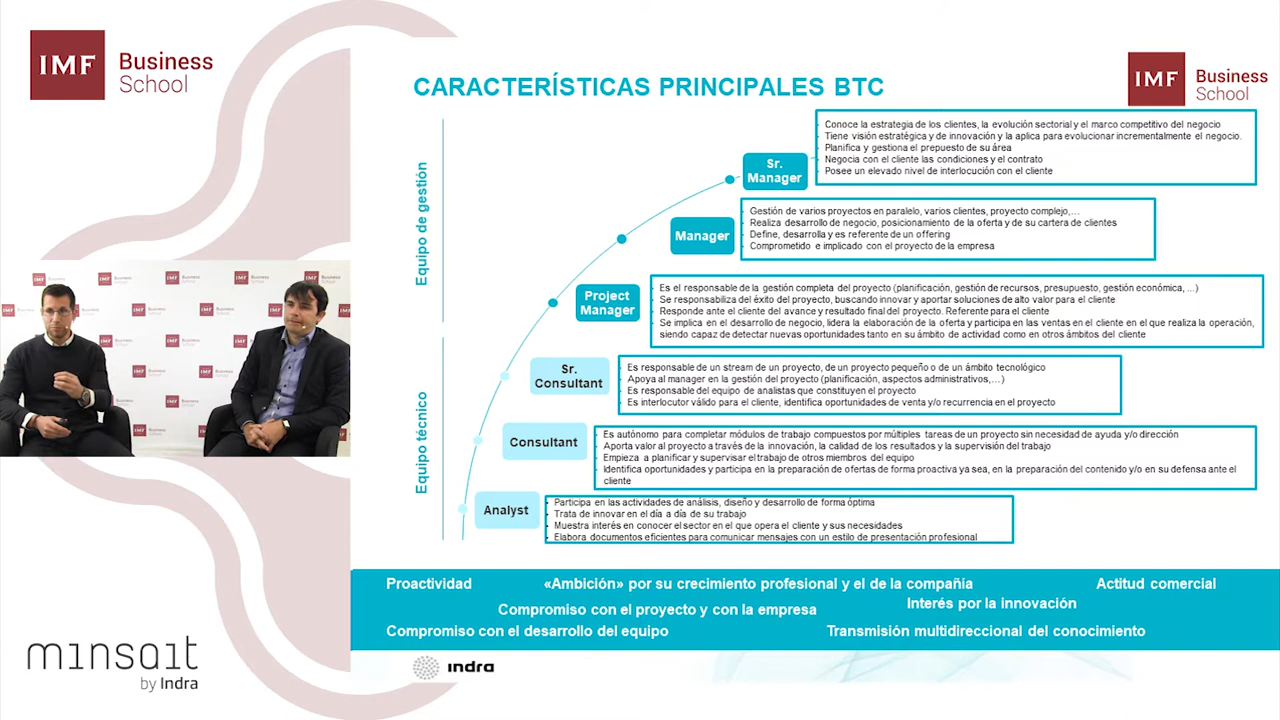 IMF Business School
IMF Business School
CARACTERÍSTICAS PRINCIPALES BTC
Equipo de gestión
Sr. Manager
Conoce la estrategia de los clientes, la evolución sectorial y el marco competitivo del negocio
Tiene visión estratégica y de innovación y la aplica para evolucionar incrementalmente el negocio.
Planifica y gestiona el prepuesto de su área
Negocia con el cliente las condiciones y el contrato
Posee un elevado nivel de interlocución con el cliente
Manager
Gestión de varios proyectos en paralelo, varios clientes, proyecto complejo,…
Realiza desarrollo de negocio, posicionamiento de la oferta y de su cartera de clientes
Define, desarrolla y es referente de un offering
Comprometido e implicado con el proyecto de la empresa
Project Manager
Es el responsable de la gestión completa del proyecto (planificación, gestión de recursos, presupuesto, gestión económica, …)
Se responsabiliza del éxito del proyecto, buscando innovar y aportar soluciones de alto valor para el cliente
Responde ante el cliente del avance y resultado final del proyecto. Referente para el cliente
Se implica en el desarrollo de negocio, lidera la elaboración de la oferta y participa en las ventas en el cliente en el que realiza la operación,
siendo capaz de detectar nuevas oportunidades tanto en su ámbito de actividad como en otros ámbitos del cliente
Equipo técnico
Sr. Consultant
Es responsable de un stream de un proyecto, de un proyecto pequeño o de un ámbito tecnológico
Apoya al manager en la gestión del proyecto (planificación, aspectos administrativos,…)
Es responsable del equipo de analistas que constituyen el proyecto
Es interlocutor válido para el cliente, identifica oportunidades de venta y/o recurrencia en el proyecto
Consultant
Es autónomo para completar módulos de trabajo compuestos por múltiples tareas de un proyecto sin necesidad de ayuda y/o dirección
Aporta valor al proyecto a través de la innovación, la calidad de los resultados y la supervisión del trabajo
Empieza a planificar y supervisar el trabajo de otros miembros del equipo
Identifica oportunidades y participa en la preparación de ofertas de forma proactiva ya sea, en la preparación del contenido y/o en su defensa ante el
cliente
Analyst
Participa en las actividades de análisis, diseño y desarrollo de forma óptima
Trata de innovar en el día a día de su trabajo
Muestra interés en conocer el sector en el que opera el cliente y sus necesidades
Elabora documentos eficientes para comunicar mensajes con un estilo de presentación profesional
Proactividad
«Ambición» por su crecimiento profesional y el de la compañía
Actitud comercial
Compromiso con el proyecto y con la empresa
Interés por la innovación
Compromiso con el desarrollo del equipo
Transmisión multidireccional del conocimiento
minsait
by Indra
indra